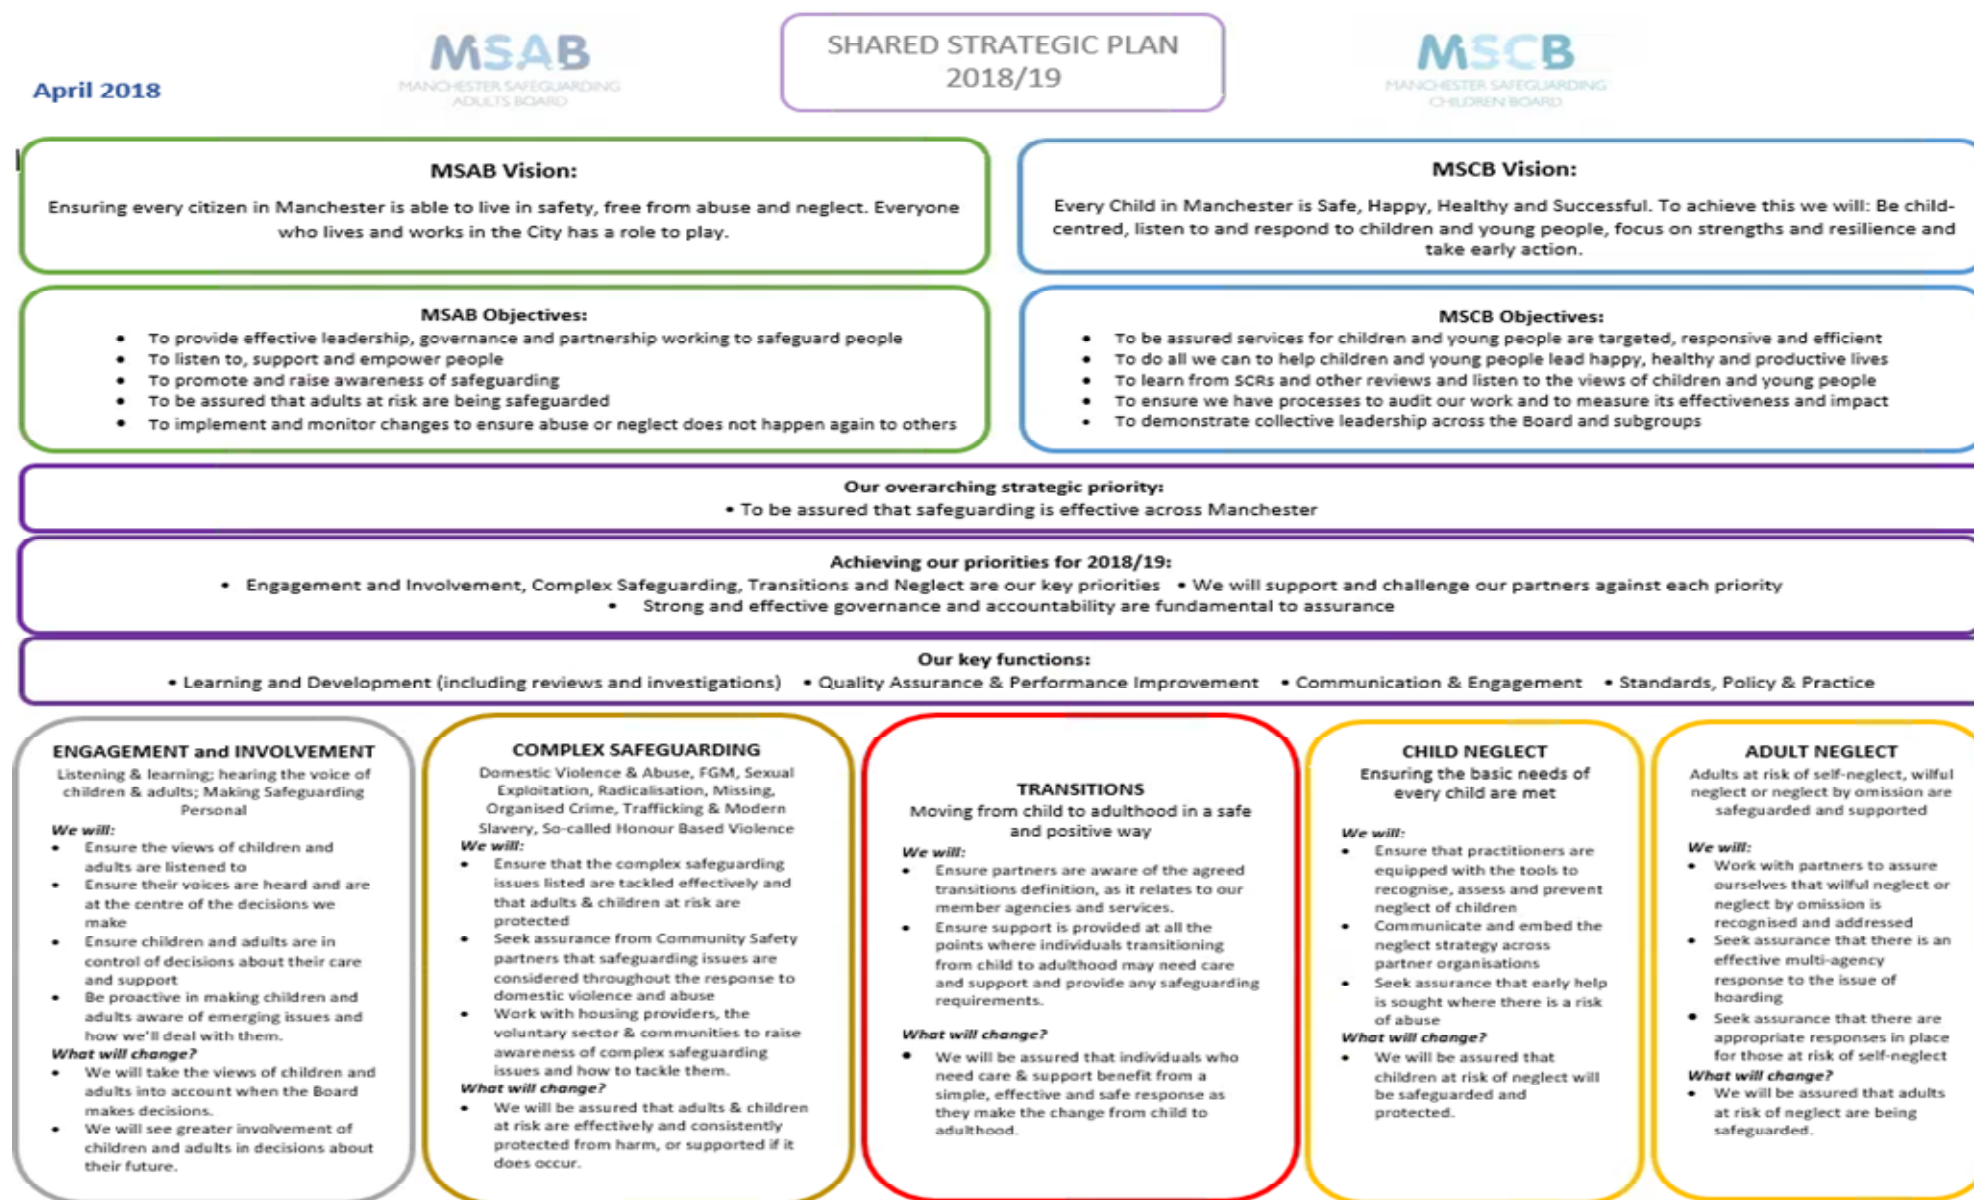 April 2018
MSAB
MANCHESTER SAFEGUARDING
ADULTS BOARD
SHARED STRATEGIC PLAN
2018/19
MSCB
MANCHESTER SAFEGUARDING
CHILDREN BOARD
MSAB Vision:
Ensuring every citizen in Manchester is able to live in safety, free from abuse and neglect. Everyone
who lives and works in the City has a role to play.
MSCB Vision:
Every Child in Manchester is Safe, Happy, Healthy and Successful. To achieve this we will: Be child-
centred, listen to and respond to children and young people, focus on strengths and resilience and
take early action.
MSAB Objectives:
• To provide effective leadership, governance and partnership working to safeguard people
• To listen to, support and empower people
• To promote and raise awareness of safeguarding
• To be assured that adults at risk are being safeguarded
• To implement and monitor changes to ensure abuse or neglect does not happen again to others
MSCB Objectives:
• To be assured services for children and young people are targeted, responsive and efficient
• To do all we can to help children and young people lead happy, healthy and productive lives
• To learn from SCRs and other reviews and listen to the views of children and young people
• To ensure we have processes to audit our work and to measure its effectiveness and impact
• To demonstrate collective leadership across the Board and subgroups
Our overarching strategic priority:
• To be assured that safeguarding is effective across Manchester
Achieving our priorities for 2018/19:
• Engagement and Involvement, Complex Safeguarding, Transitions and Neglect are our key priorities • We will support and challenge our partners against each priority
• Strong and effective governance and accountability are fundamental to assurance
Our key functions:
• Learning and Development (including reviews and investigations) • Quality Assurance & Performance Improvement • Communication & Engagement • Standards, Policy & Practice
ENGAGEMENT and INVOLVEMENT
Listening & learning; hearing the voice of
children & adults; Making Safeguarding
Personal
We will:
• Ensure the views of children and
adults are listened to
• Ensure their voices are heard and are
at the centre of the decisions we
make
• Ensure children and adults are in
control of decisions about their care
and support
• Be proactive in making children and
adults aware of emerging issues and
how we'll deal with them.
What will change?
• We will take the views of children and
adults into account when the Board
makes decisions.
• We will see greater involvement of
children and adults in decisions about
their future.
COMPLEX SAFEGUARDING
Domestic Violence & Abuse, FGM, Sexual
Exploitation, Radicalisation, Missing,
Organised Crime, Trafficking & Modern
Slavery, So-called Honour Based Violence
We will:
• Ensure that the complex safeguarding
issues listed are tackled effectively and
that adults & children at risk are
protected
• Seek assurance from Community Safety
partners that safeguarding issues are
considered throughout the response to
domestic violence and abuse
• Work with housing providers, the
voluntary sector & communities to raise
awareness of complex safeguarding
issues and how to tackle them.
What will change?
• We will be assured that adults & children
at risk are effectively and consistently
protected from harm, or supported if it
does occur.
TRANSITIONS
Moving from child to adulthood in a safe
and positive way
We will:
• Ensure partners are aware of the agreed
transitions definition, as it relates to our
member agencies and services.
• Ensure support is provided at all the
points where individuals transitioning
from child to adulthood may need care
and support and provide any safeguarding
requirements.
What will change?
• We will be assured that individuals who
need care & support benefit from a
simple, effective and safe response as
they make the change from child to
adulthood.
CHILD NEGLECT
Ensuring the basic needs of
every child are met
We will:
• Ensure that practitioners are
equipped with the tools to
recognise, assess and prevent
neglect of children
• Communicate and embed the
neglect strategy across
partner organisations
• Seek assurance that early help
is sought where there is a risk
of abuse
What will change?
• We will be assured that
children at risk of neglect will
be safeguarded and
protected.
ADULT NEGLECT
Adults at risk of self-neglect, wilful
neglect or neglect by omission are
safeguarded and supported
We will:
• Work with partners to assure
ourselves that wilful neglect or
neglect by omission is
recognised and addressed
• Seek assurance that there is an
effective multi-agency
response to the issue of
hoarding
• Seek assurance that there are
appropriate responses in place
for those at risk of self-neglect
What will change?
• We will be assured that adults
at risk of neglect are being
safeguarded.